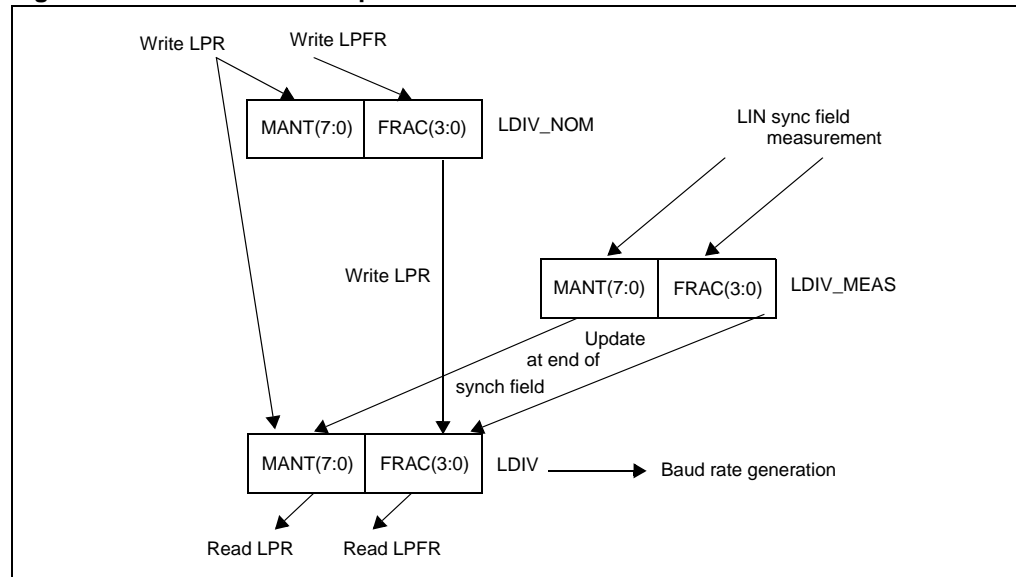 Write LPR
Write LPFR
MANT(7:0)
FRAC(3:0)
LDIV_NOM
LIN sync field
measurement
Write LPR
MANT(7:0)
FRAC(3:0)
LDIV_MEAS
Update
at end of
synch field
MANT(7:0)
FRAC(3:0)
LDIV
Baud rate generation
Read LPR
Read LPFR